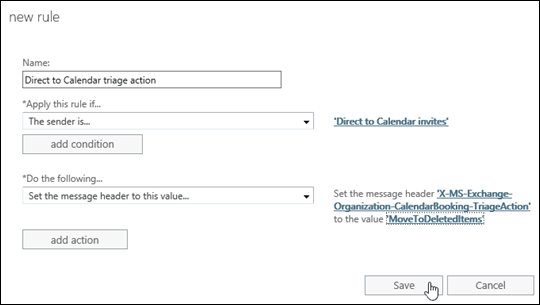 new rule
Name:
Direct to Calendar triage action
*Apply this rule if...
The sender is...
'Direct to Calendar invites'
add condition
*Do the following...
Set the message header to this value...
Set the message header 'X-MS-Exchange-
Organization-CalendarBooking-TriageAction'
to the value 'MoveToDeletedItems'
add action
Save
Cancel